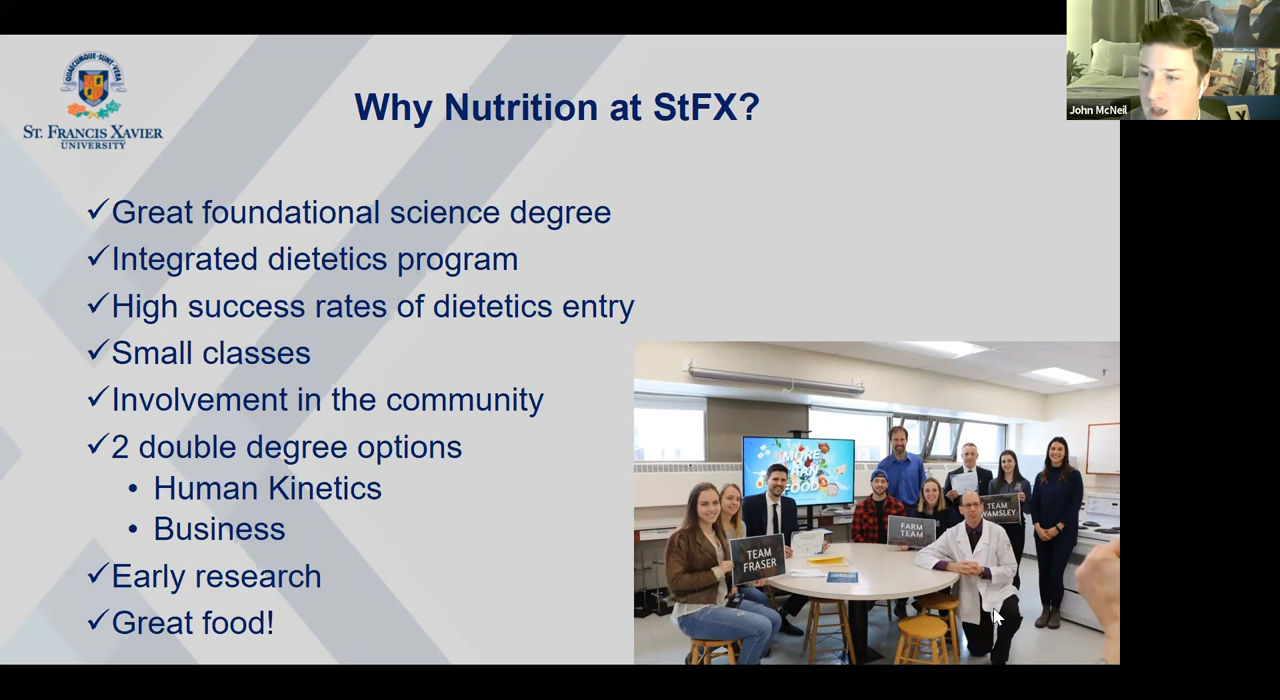 QUAECUMQUE·SUNT·VERA
ST. FRANCIS XAVIER
UNIVERSITY
Why Nutrition at StFX?
John McNeil
✓Great foundational science degree
✓Integrated dietetics program
✓High success rates of dietetics entry
✓Small classes
✓Involvement in the community
✓2 double degree options
• Human Kinetics
• Business
✓Early research
✓Great food!
MORE
THAN
FOOD
TEAM
FRASER
FARM
TEAM
TEAM
WAMSLEY